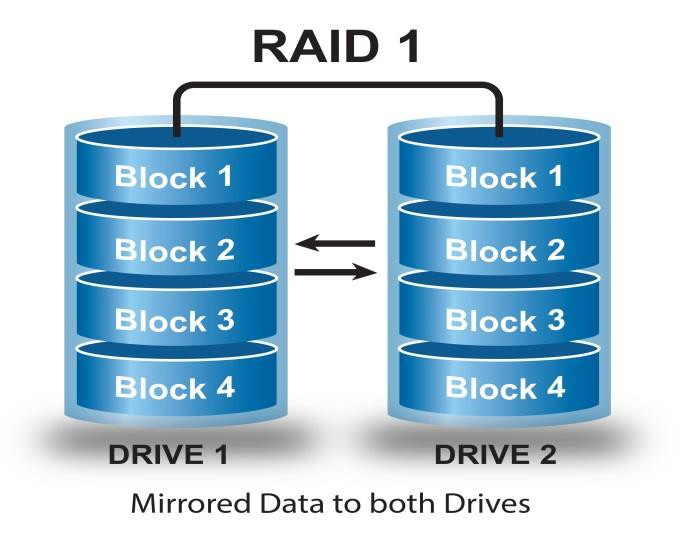 RAID 1
Block 1
Block 2
Block 3
Block 4
DRIVE 1
Block 1
Block 2
Block 3
Block 4
DRIVE 2
Mirrored Data to both Drives